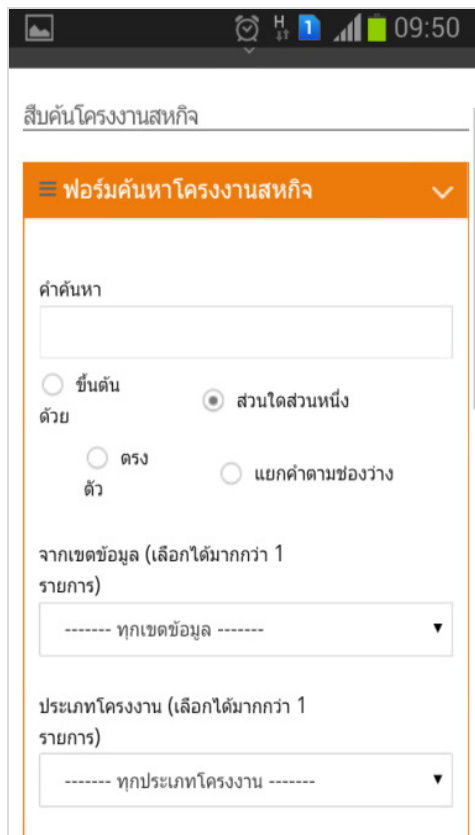 H 1 09:50
สืบค้นโครงงานสหกิจ
ฟอร์มค้นหาโครงงานสหกิจ
คำค้นหา
ขึ้นต้น
ด้วย
ส่วนใดส่วนหนึ่ง
ตรง
ตัว
แยกคำตามช่องว่าง
จากเขตข้อมูล (เลือกได้มากกว่า 1
รายการ)
------- ทุกเขตข้อมูล -------
ประเภทโครงงาน (เลือกได้มากกว่า 1
รายการ)
------- ทุกประเภทโครงงาน -------